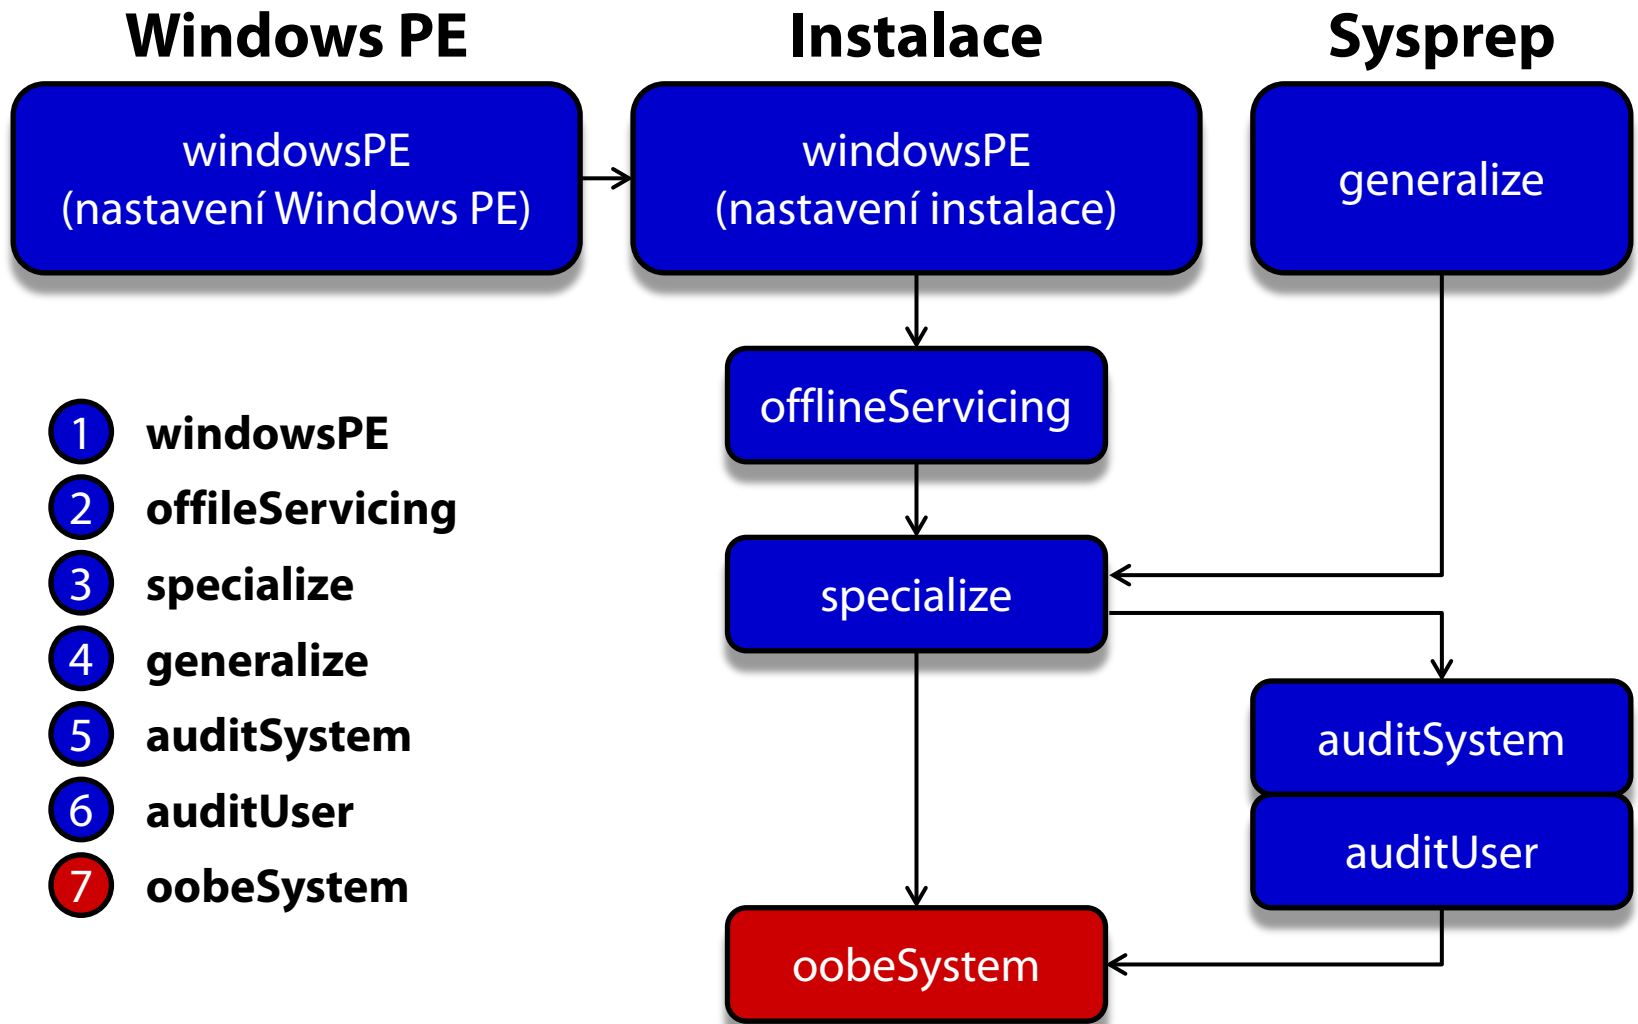 Windows PE
Instalace
Sysprep
windowsPE
(nastavení Windows PE)
windowsPE
(nastavení instalace)
generalize
offlineServicing
1 windowsPE
2 offileServicing
3 specialize
4 generalize
5 auditSystem
6 auditUser
7 oobeSystem
specialize
auditSystem
auditUser
oobeSystem